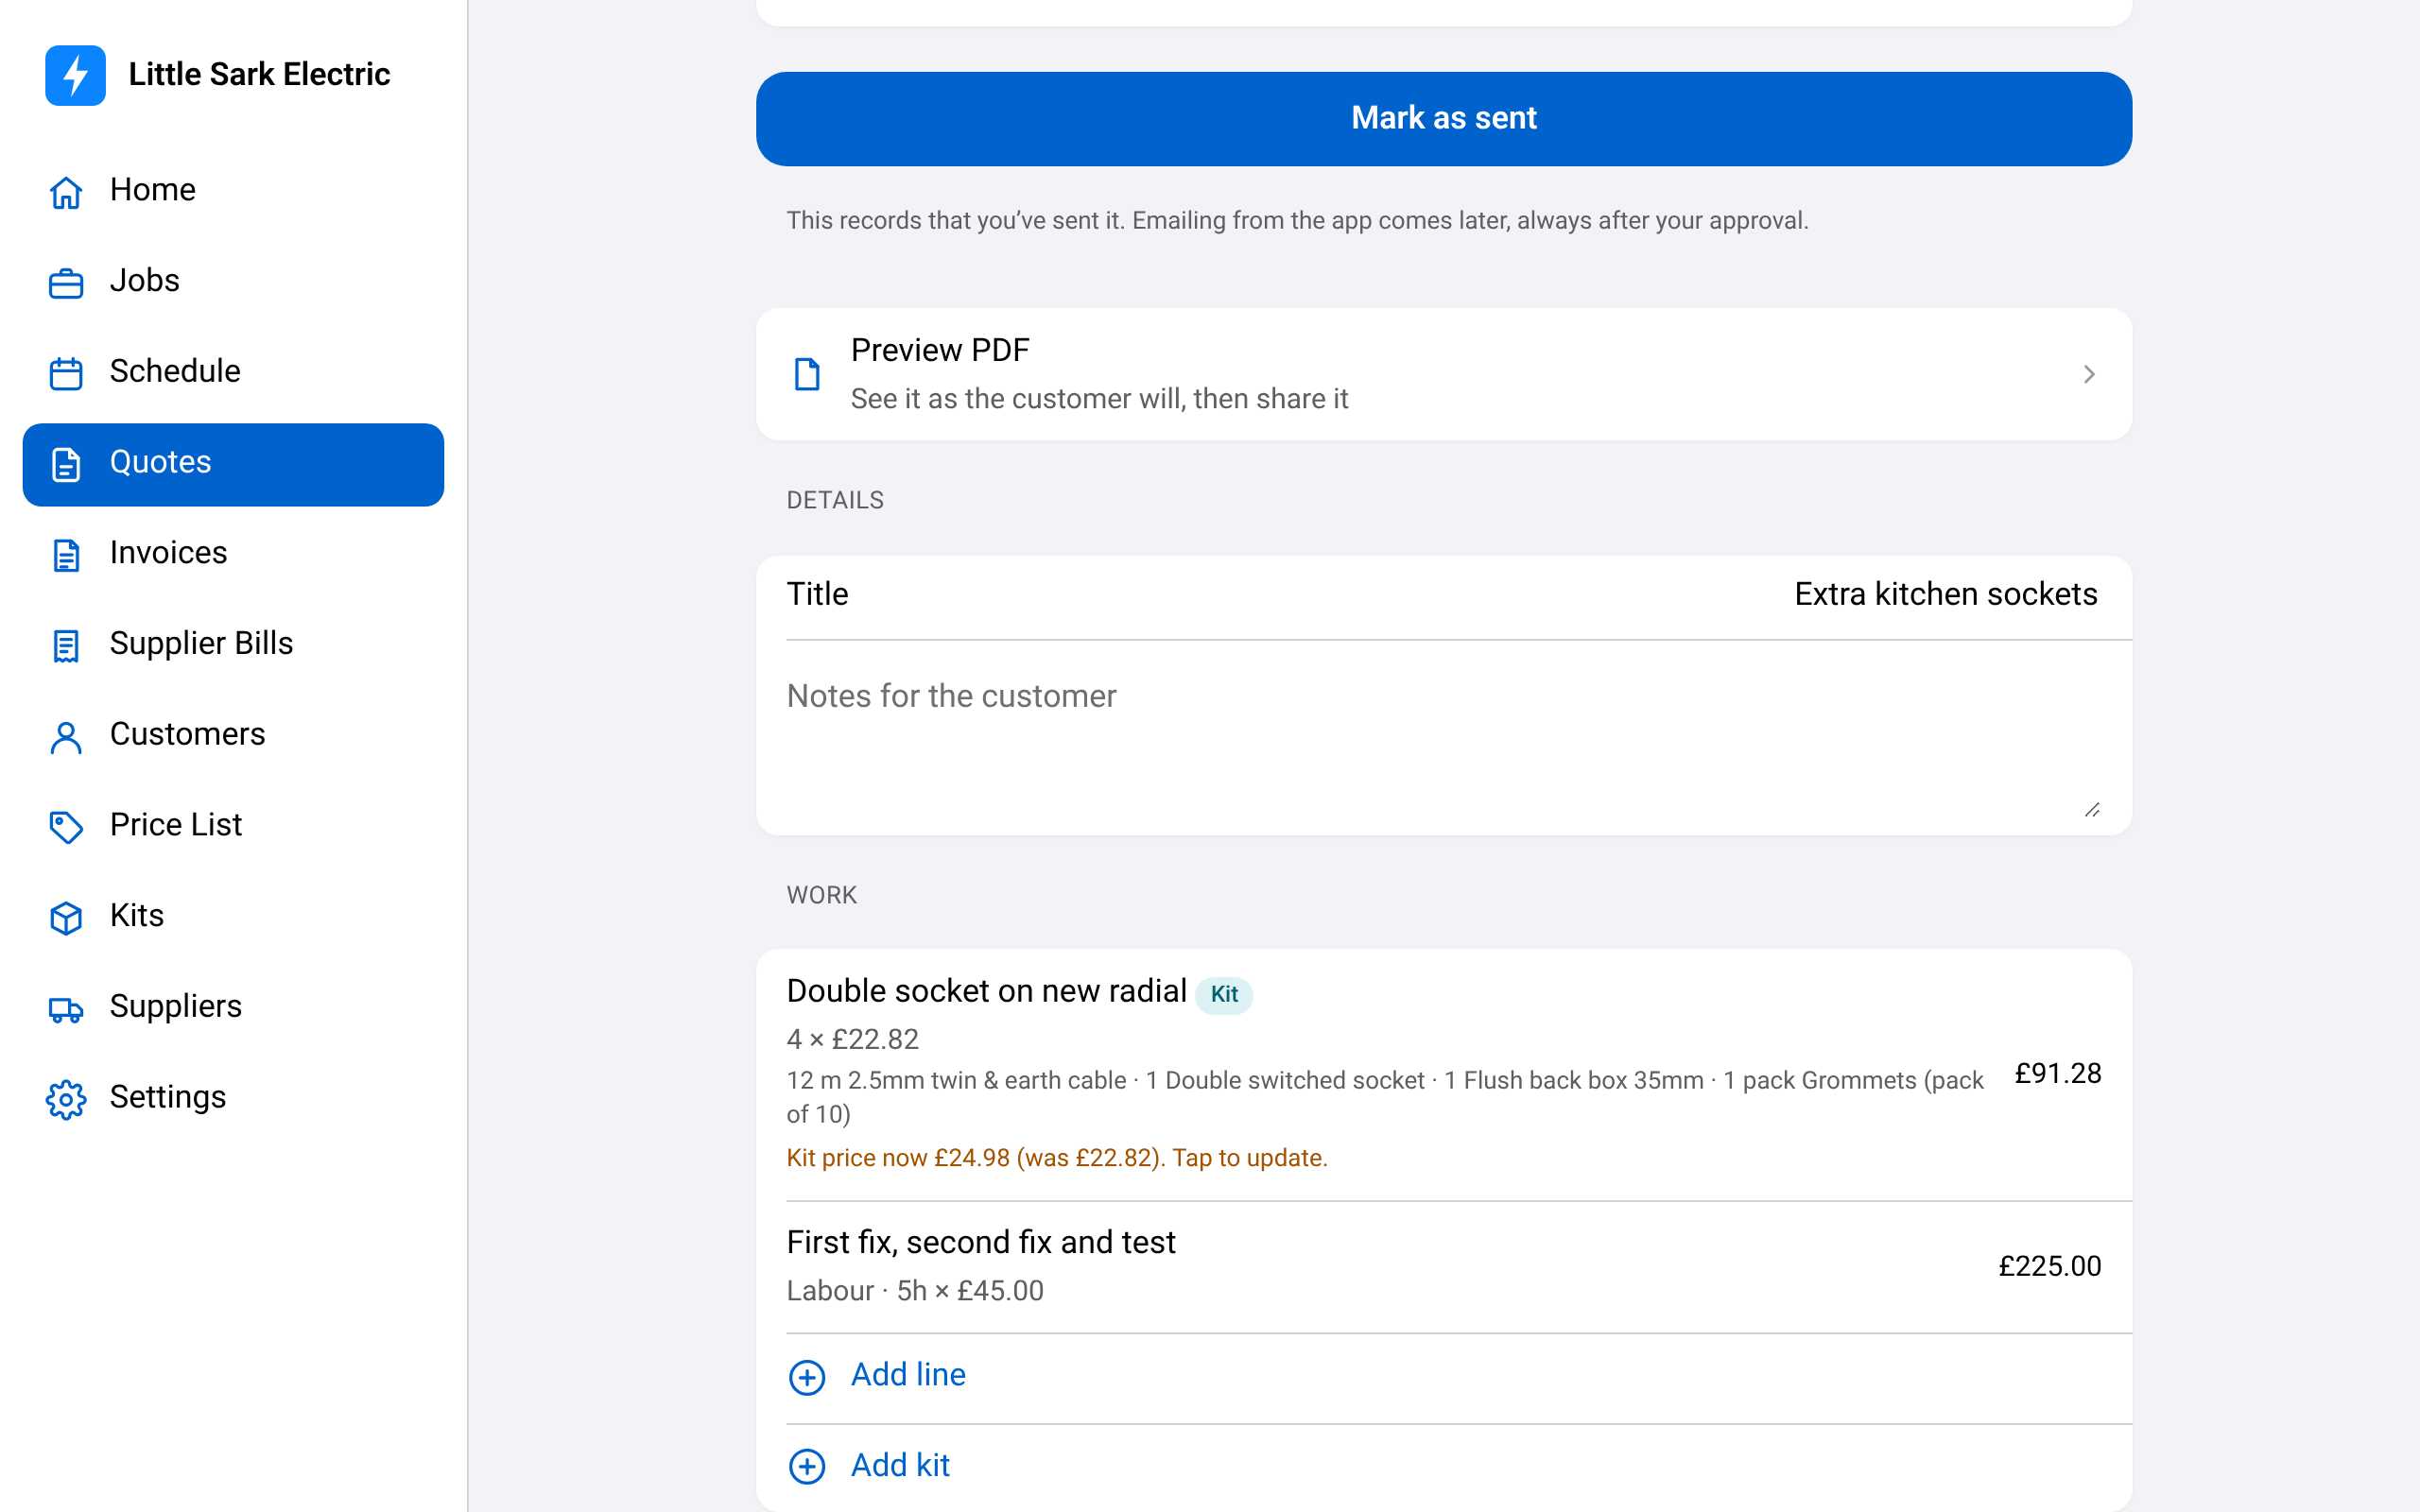 Little Sark Electric
Home
Jobs
Schedule
Quotes
Invoices
Supplier Bills
Customers
Price List
Kits
Suppliers
Settings
Mark as sent
This records that you’ve sent it. Emailing from the app comes later, always after your approval.
Preview PDF
See it as the customer will, then share it
DETAILS
Title Extra kitchen sockets
Notes for the customer
WORK
Double socket on new radial Kit
4 × £22.82
12 m 2.5mm twin & earth cable · 1 Double switched socket · 1 Flush back box 35mm · 1 pack Grommets (pack
of 10)
£91.28
Kit price now £24.98 (was £22.82). Tap to update.
First fix, second fix and test
£225.00
Labour · 5h × £45.00
Add line
Add kit